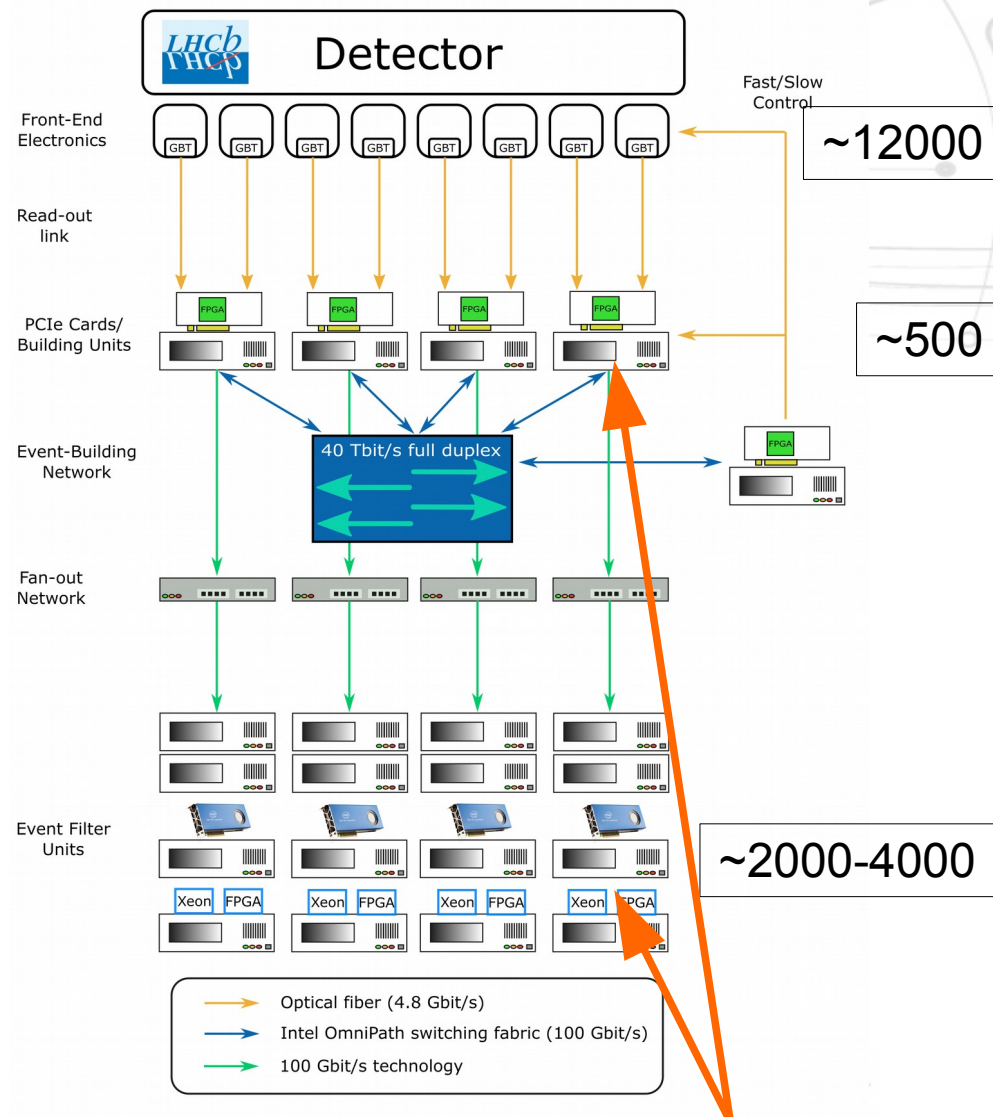 LHCb
ГHCp
Detector
Fast/Slow
Control
Front-End
Electronics
~12000
GBT GBT GBT GBT GBT GBT GBT GBT
Read-out
link
FPGA FPGA FPGA FPGA
PCIe Cards/
Building Units
~500
Event-Building
Network
40 Tbit/s full duplex
FPGA
Fan-out
Network
Event Filter
Units
~2000-4000
Xeon FPGA Xeon FPGA Xeon FPGA Xeon FPGA
Optical fiber (4.8 Gbit/s)
Intel OmniPath switching fabric (100 Gbit/s)
100 Gbit/s technology